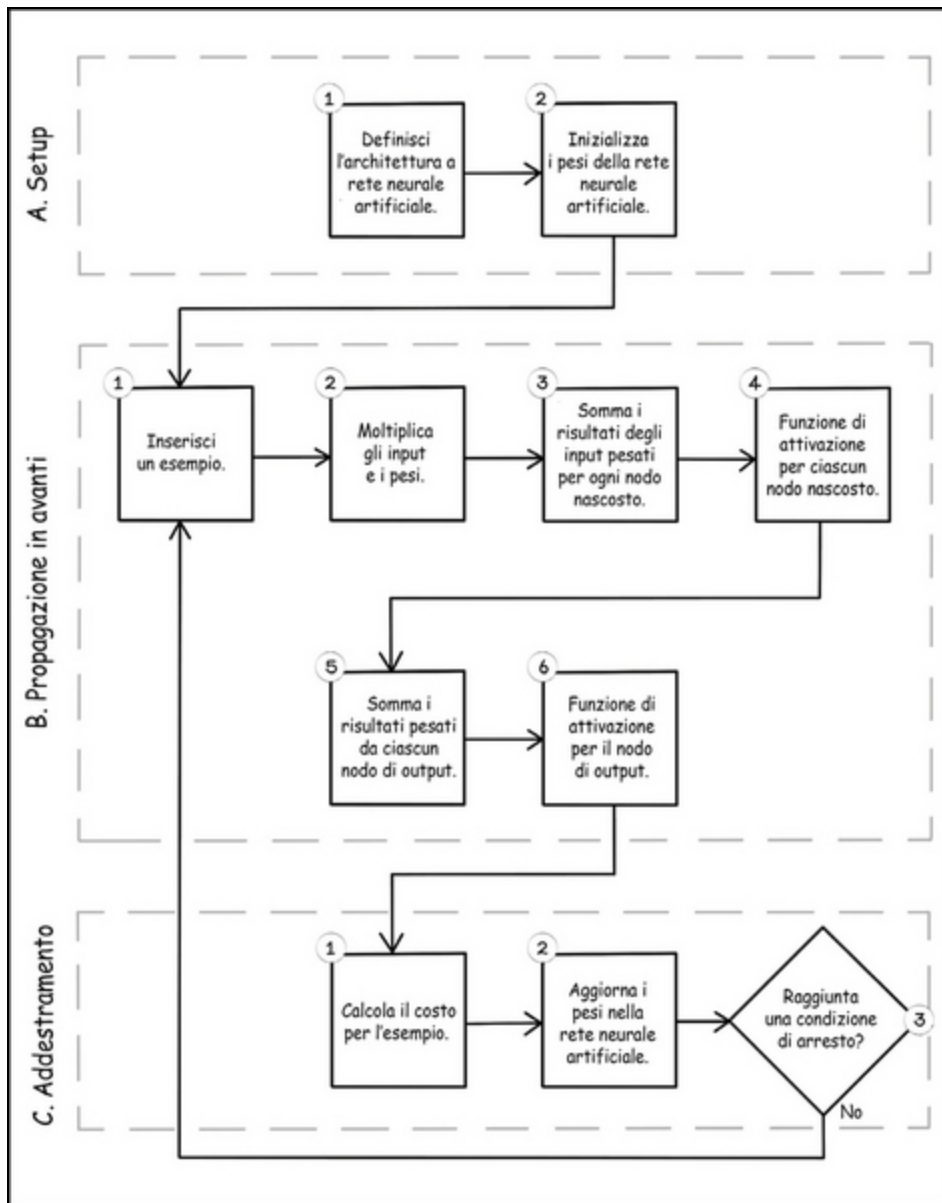 A. Setup
1
Definisci
l'architettura a
rete neurale
artificiale.
2
Inizializza
i pesi della rete
neurale
artificiale.
B. Propagazione in avanti
1
Inserisci
un esempio.
2
Moltiplica
gli input
e i pesi.
3
Somma i
risultati degli
input pesati
per ogni nodo
nascosto.
4
Funzione di
attivazione
per ciascun
nodo nascosto.
5
Somma i
risultati pesati
da ciascun
nodo di output.
6
Funzione di
attivazione
per il nodo
di output.
C. Addestramento
1
Calcola il costo
per l'esempio.
2
Aggiorna i
pesi nella
rete neurale
artificiale.
Raggiunta
una condizione
di arresto?
3
No